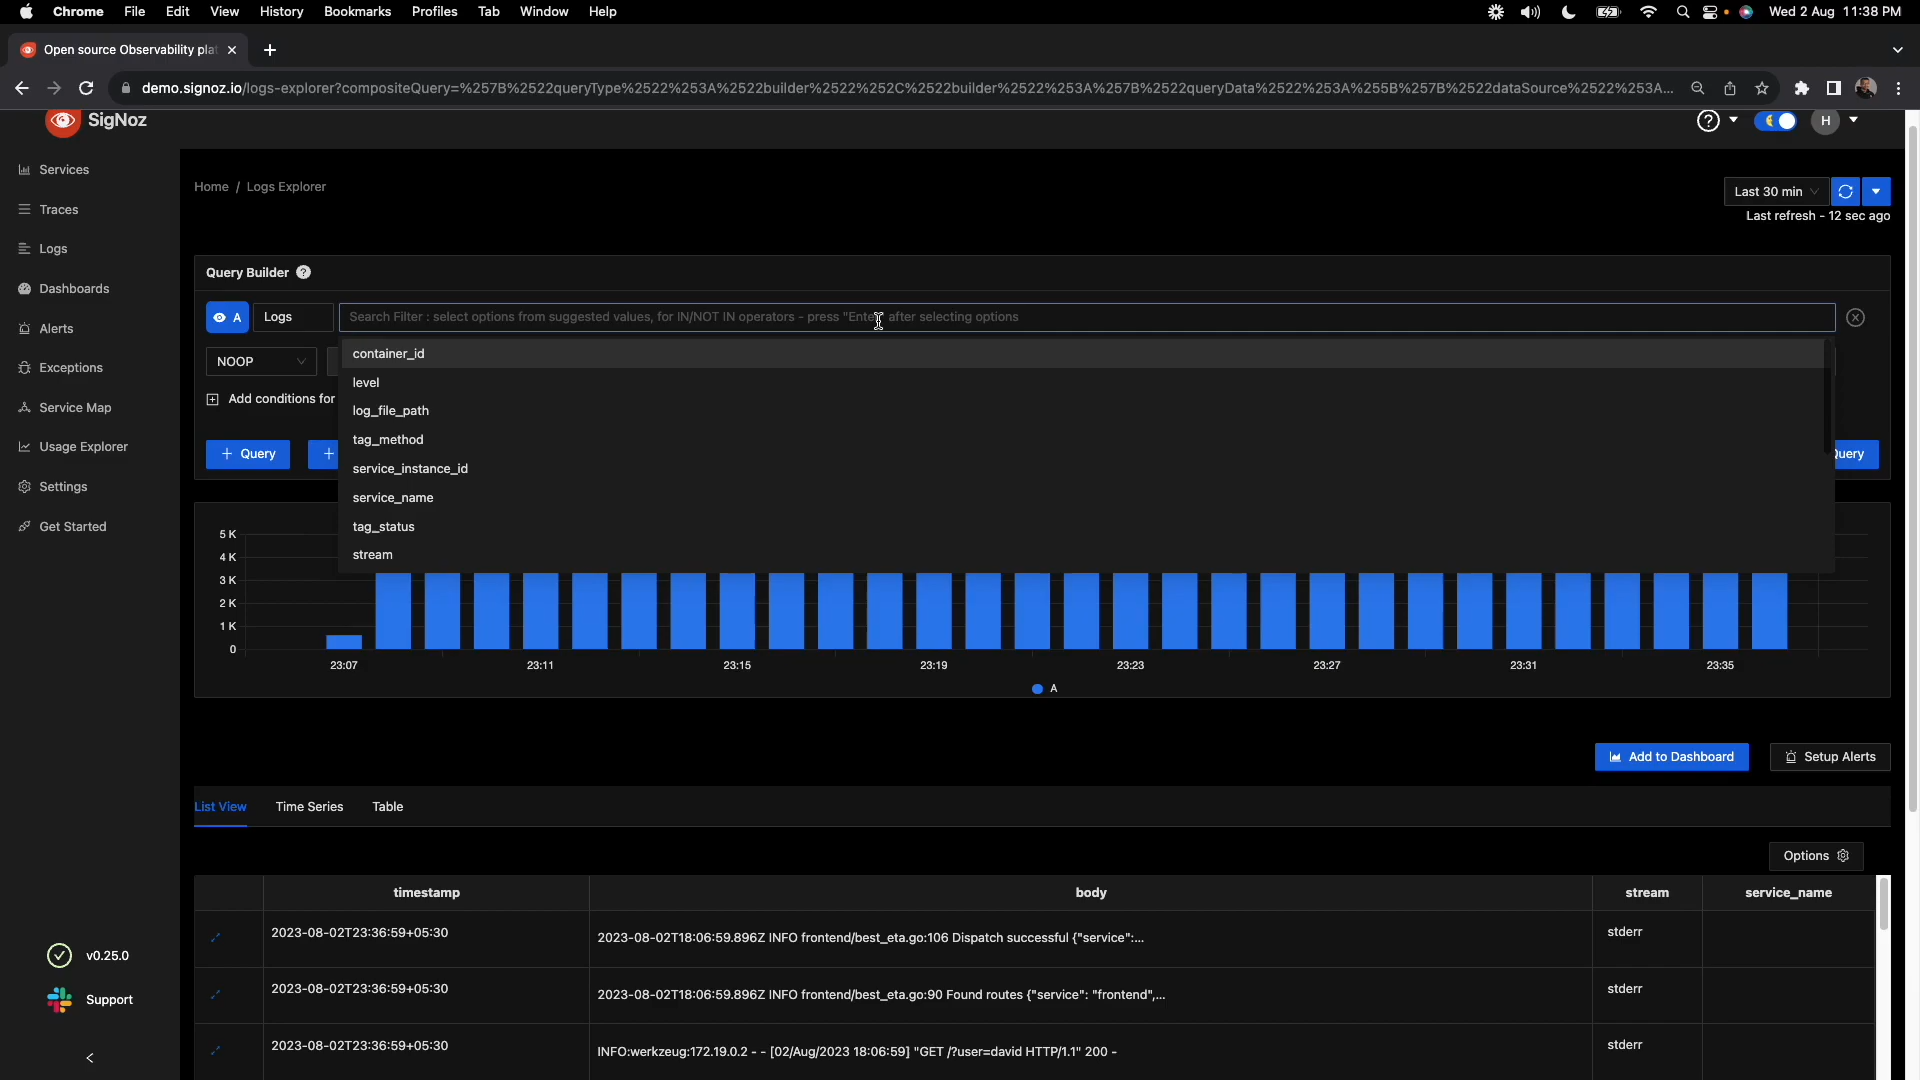 Chrome File Edit View History Bookmarks Profiles Tab Window Help Wed 2 Aug 11:38 PM
Open source Observability plat
demo.signoz.io/logs-explorer?compositeQuery=%257B%2522queryType%2522%253A%2522builder%2522%252C%2522builder%2522%253A%257B%2522queryData%2522%253A%255B%257B%2522dataSource%2522%253A...
SigNoz
H
Services
Traces
Logs
Dashboards
Alerts
Exceptions
Service Map
Usage Explorer
Settings
Get Started
v0.25.0
Support
Home / Logs Explorer
Last 30 min
Last refresh - 12 sec ago
Query Builder
A Logs Search Filter : select options from suggested values, for IN/NOT IN operators - press "Enter" after selecting options
NOOP
Add conditions for
+ Query +
Query
container_id
level
log_file_path
tag_method
service_instance_id
service_name
tag_status
stream
5 K
4 K
3 K
2 K
1 K
0
23:07 23:11 23:15 23:19 23:23 23:27 23:31 23:35
A
Add to Dashboard Setup Alerts
List View Time Series Table
Options
timestamp body stream service_name
2023-08-02T23:36:59+05:30 2023-08-02T18:06:59.896Z INFO frontend/best_eta.go:106 Dispatch successful {"service":... stderr
2023-08-02T23:36:59+05:30 2023-08-02T18:06:59.896Z INFO frontend/best_eta.go:90 Found routes {"service": "frontend",... stderr
2023-08-02T23:36:59+05:30 INFO:werkzeug:172.19.0.2 - - [02/Aug/2023 18:06:59] "GET /?user=david HTTP/1.1" 200 - stderr